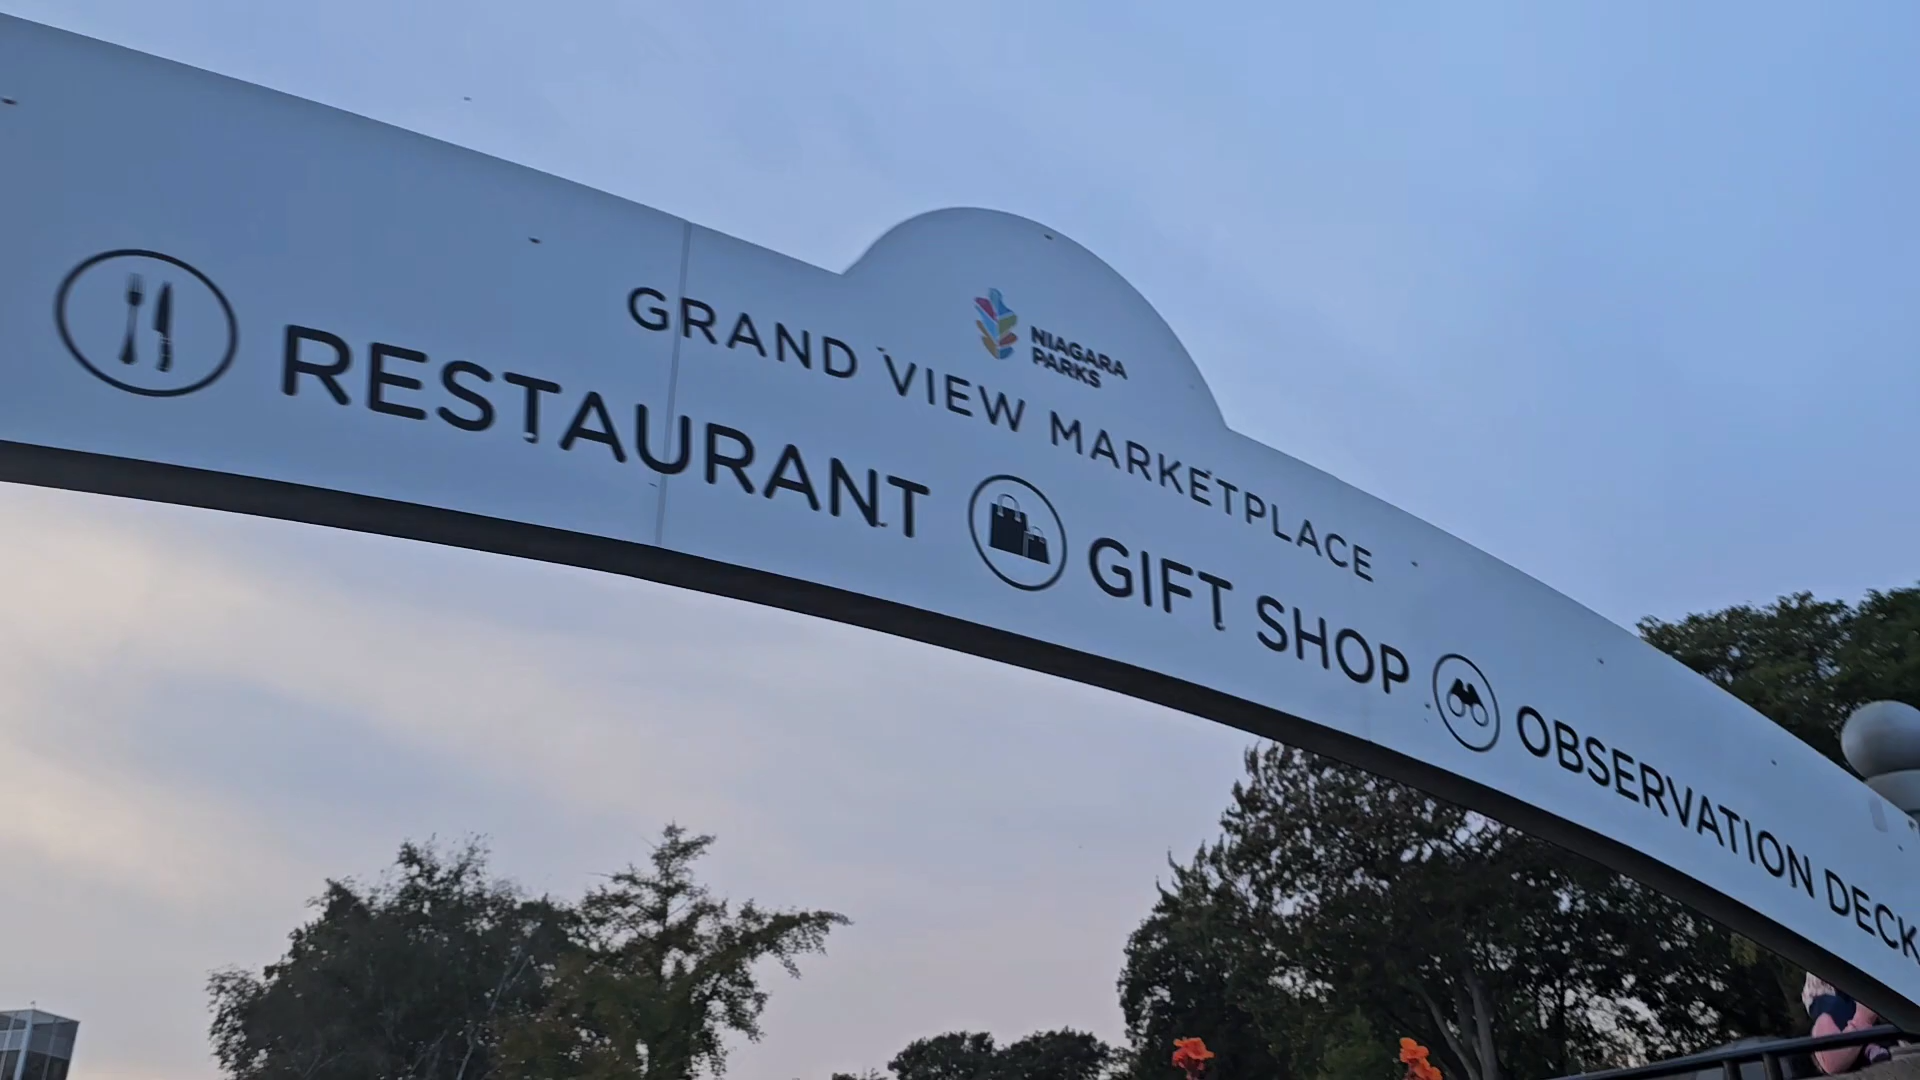 NIAGARA
PARKS
GRAND VIEW MARKETPLACE
RESTAURANT GIFT SHOP OBSERVATION DECK